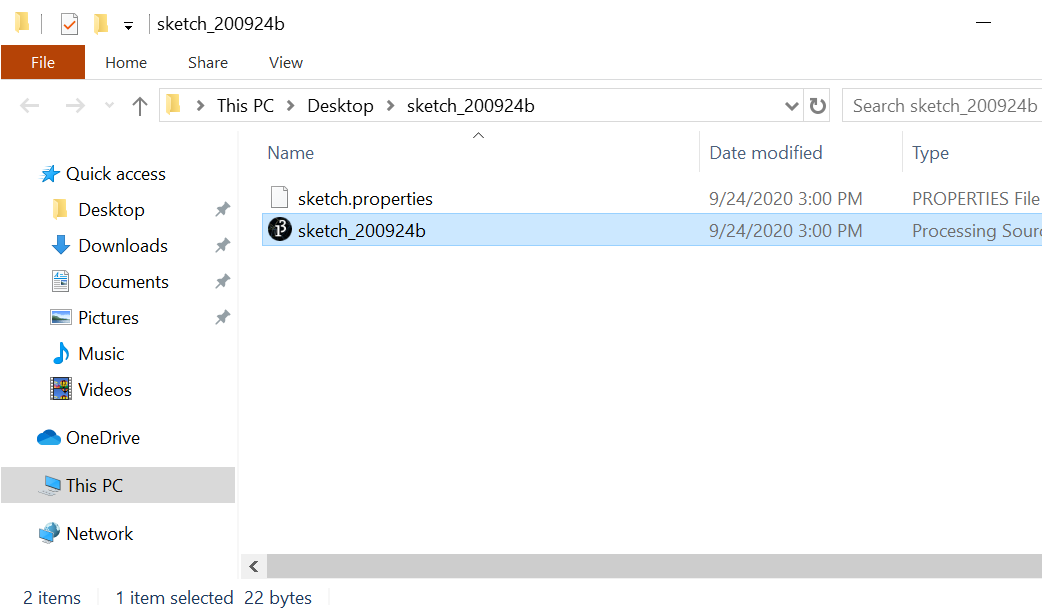 sketch_200924b
File Home Share View
This PC Desktop sketch_200924b Search sketch_200924b
Name Date modified Type
Quick access
Desktop
Downloads
Documents
Pictures
Music
Videos
OneDrive
This PC
Network
sketch.properties 9/24/2020 3:00 PM PROPERTIES File
sketch_200924b 9/24/2020 3:00 PM Processing Sour
2 items 1 item selected 22 bytes